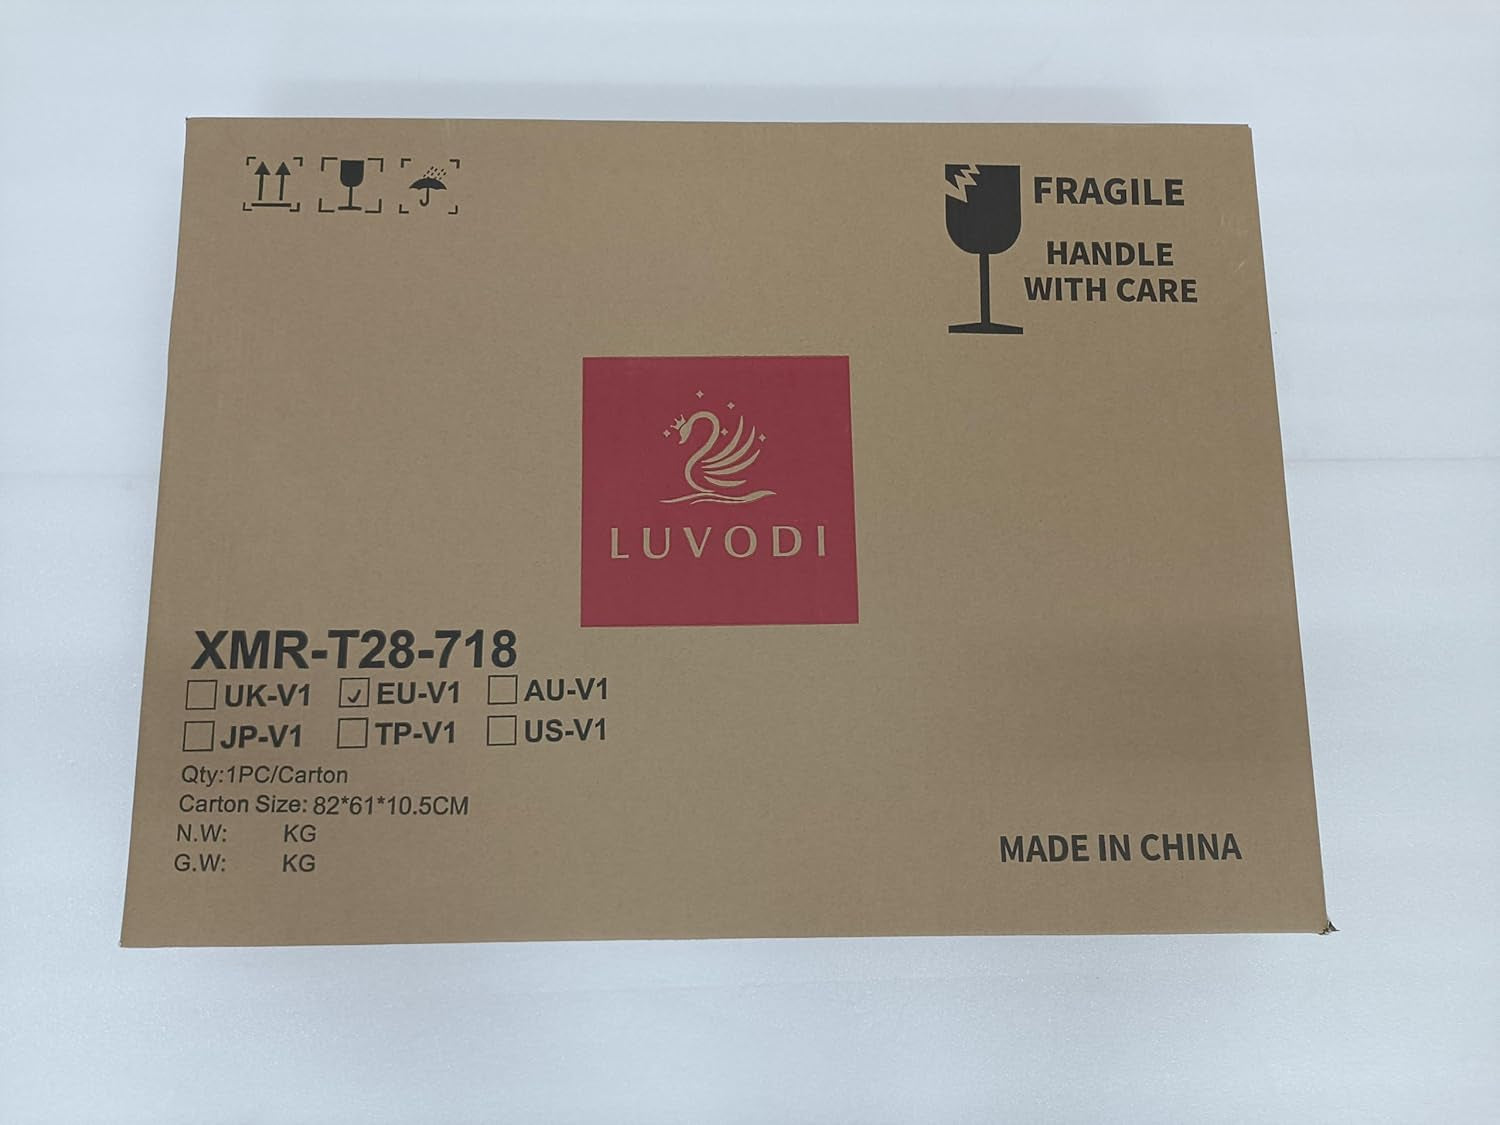 FRAGILE
HANDLE
WITH CARE
LUVODI
XMR-T28-718
UK-V1 EU-V1 AU-V1
JP-V1 TP-V1 US-V1
Qty:1PC/Carton
Carton Size: 82*61*10.5CM
N.W: KG
G.W: KG
MADE IN CHINA